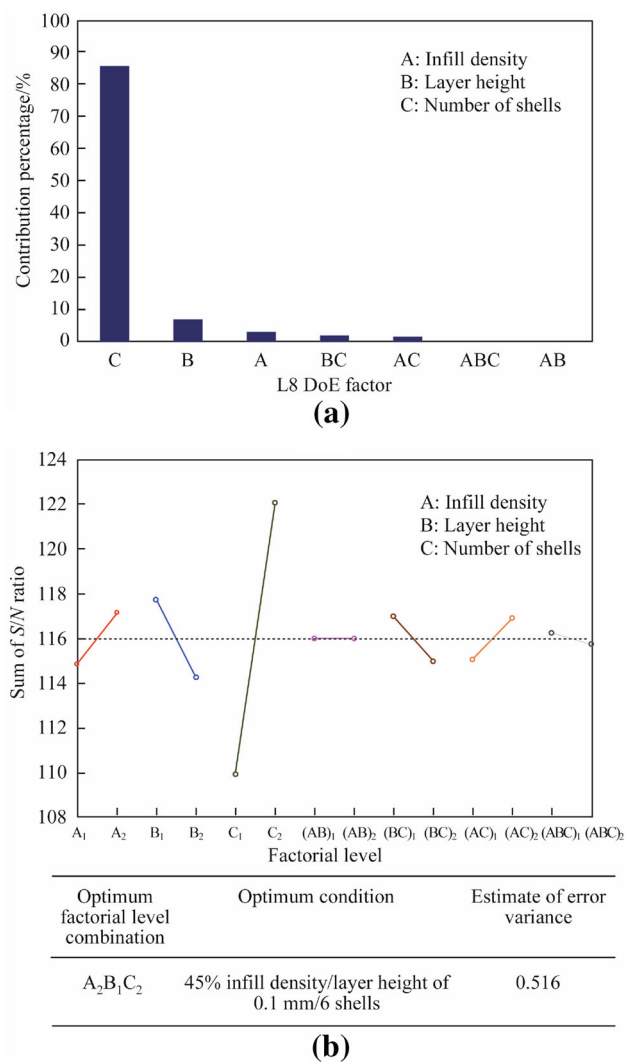 100
90
80
70
60
50
40
30
20
10
0
Contribution percentage/%
A: Infill density
B: Layer height
C: Number of shells
C B A BC AC ABC AB
L8 DoE factor
(a)
124
122
120
118
116
114
112
110
108
Sum of S/N ratio
A: Infill density
B: Layer height
C: Number of shells
A₁ A₂ B₁ B₂ C₁ C₂ (AB)₁ (AB)₂ (BC)₁ (BC)₂ (AC)₁ (AC)₂ (ABC)₁ (ABC)₂
Factorial level
Optimum Optimum condition Estimate of error
factorial level variance
combination
A₂B₁C₂ 45% infill density/layer height of 0.516
0.1 mm/6 shells
(b)